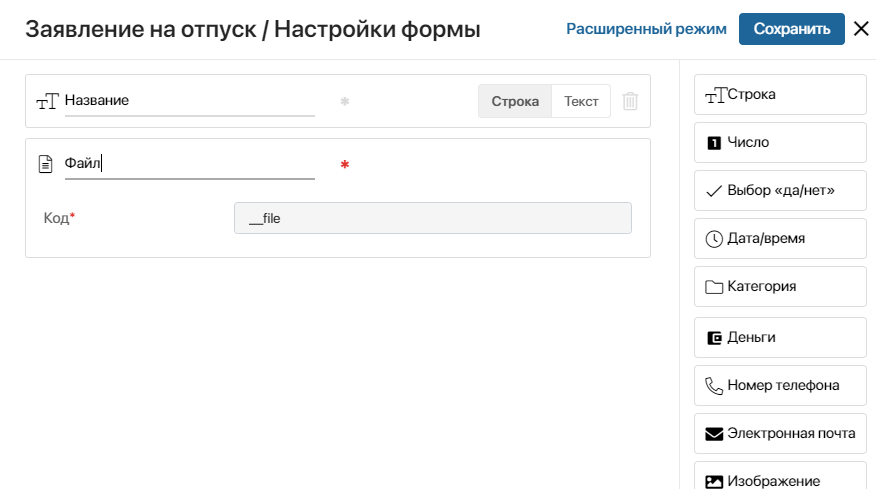 Заявление на отпуск / Настройки формы
Расширенный режим
Сохранить
Название *
Строка
Текст
Файл *
Код*
__file
Строка
Число
Выбор «да/нет»
Дата/время
Категория
Деньги
Номер телефона
Электронная почта
Изображение